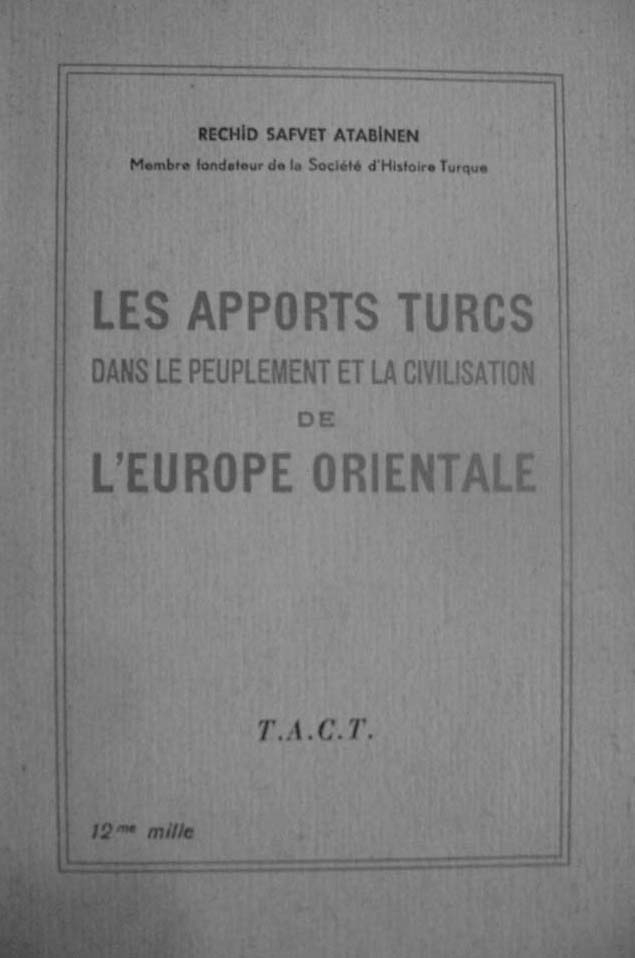 RECHİD SAFVET ATABİNEN
Membre fondateur de la Société d'Histoire Turque
LES APPORTS TURCS
DANS LE PEUPLEMENT ET LA CIVILISATION
DE
L'EUROPE ORIENTALE
T.A.C.T.
12me mille